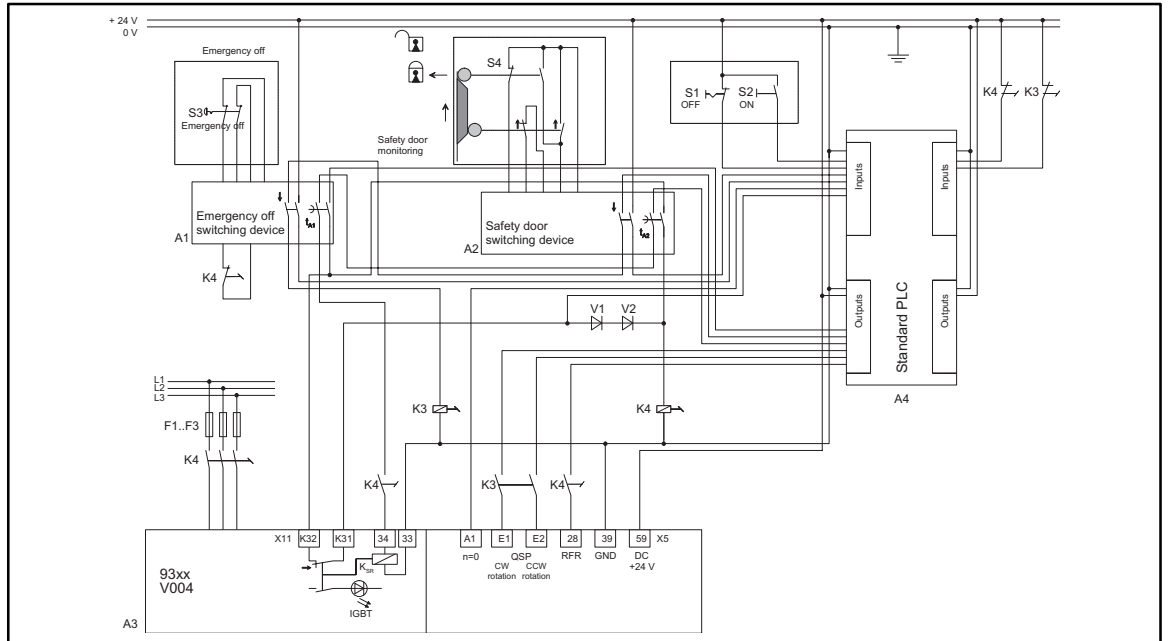 + 24 V
0 V
Emergency off
S3
Emergency off
S4
Safety door
monitoring
S1
OFF
S2
ON
K4
K3
Inputs
Inputs
Emergency off
switching device
A1
tA1
Safety door
switching device
A2
tA2
K4
Outputs
Outputs
Standard PLC
A4
V1
V2
L1
L2
L3
F1..F3
K4
K3
K4
K4
K3
K4
X11
K32
K31
34
33
A1
E1
E2
28
39
59
X5
n=0
QSP
CW
rotation
CCW
rotation
RFR
GND
DC
+24 V
93xx
V004
KSR
IGBT
A3